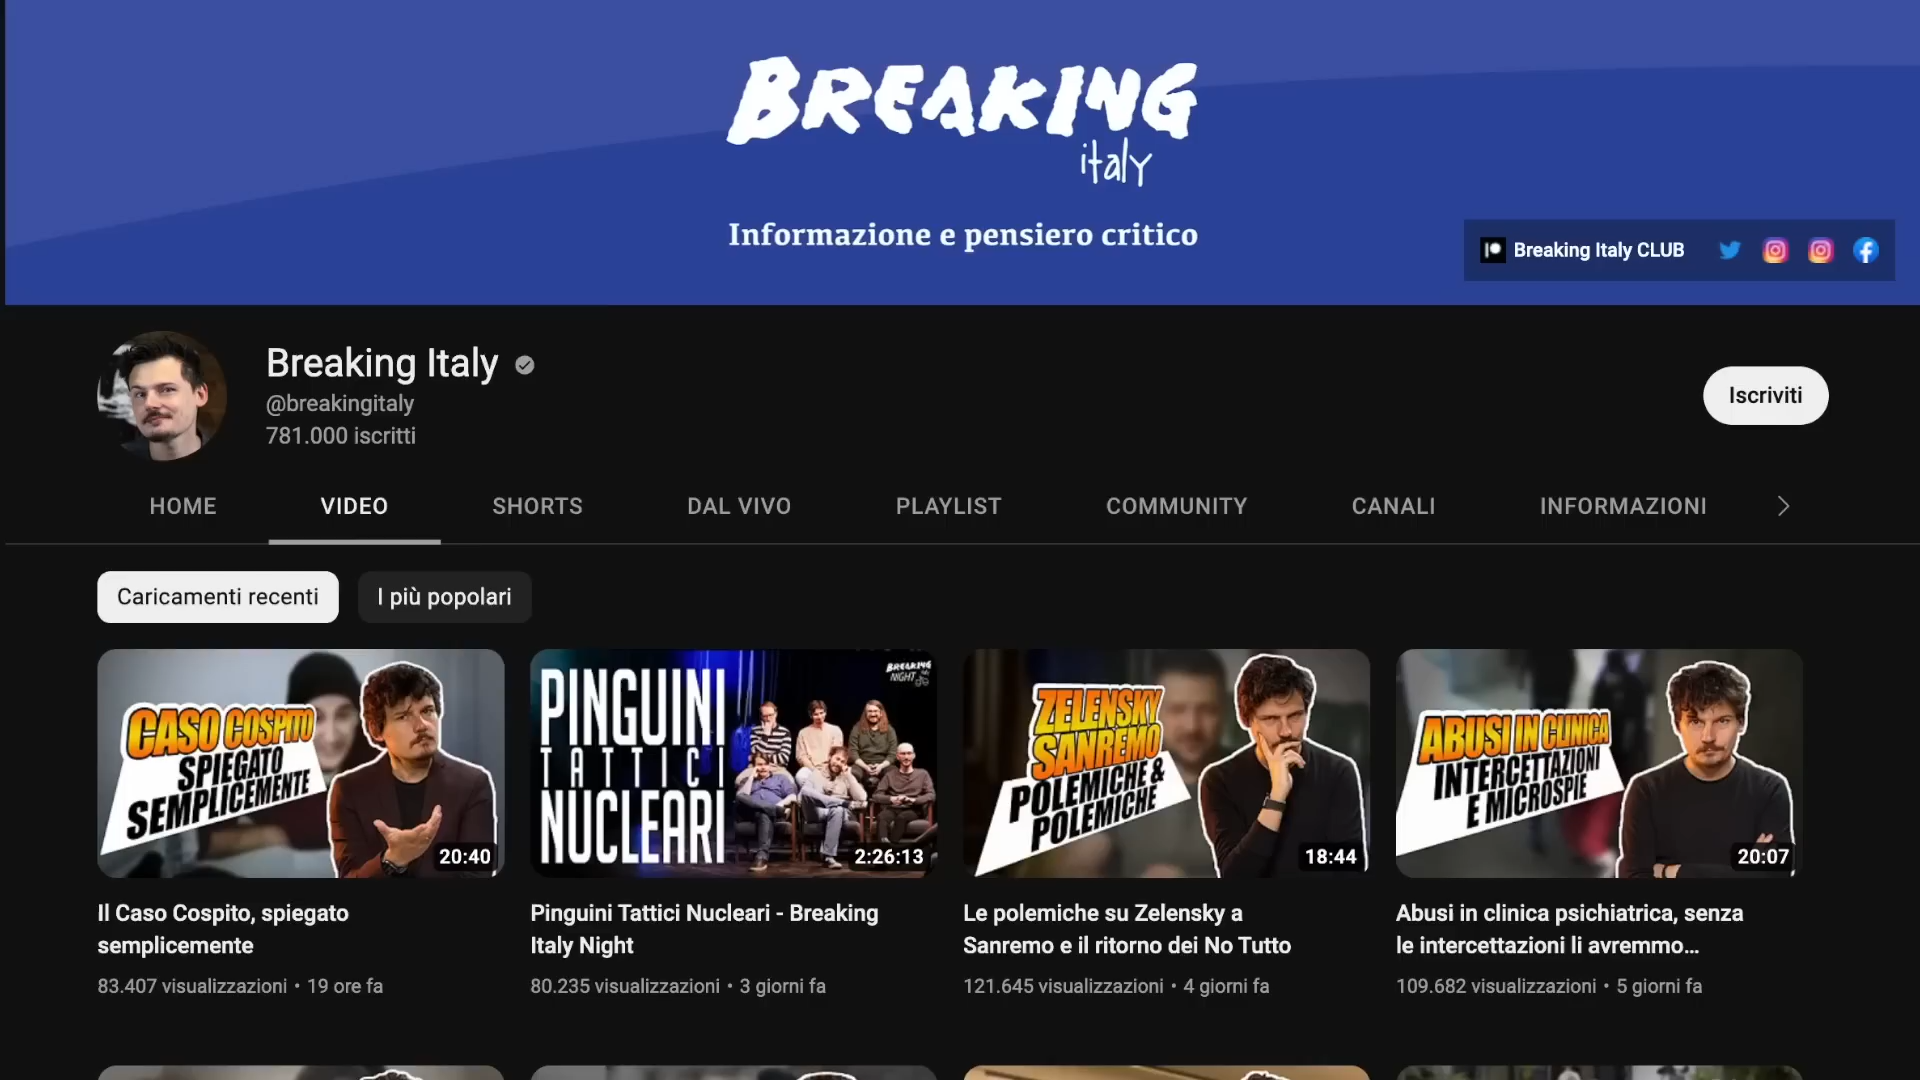 BREAKING
italy
Informazione e pensiero critico
Breaking Italy CLUB
Breaking Italy
@breakingitaly
781.000 iscritti
Iscriviti
HOME VIDEO SHORTS DAL VIVO PLAYLIST COMMUNITY CANALI INFORMAZIONI
Caricamenti recenti I più popolari
CASO COSPITO
SPIEGATO
SEMPLICEMENTE
20:40
PINGUINI
TATTICI
NUCLEARI
BREAKING
NIGHT
2:26:13
ZELENSKY
SANREMO
POLEMICHE &
POLEMICHE
18:44
ABUSI IN CLINICA
INTERCETTAZIONI
E MICROSPIE
20:07
Il Caso Cospito, spiegato
semplicemente
83.407 visualizzazioni • 19 ore fa
Pinguini Tattici Nucleari - Breaking
Italy Night
80.235 visualizzazioni • 3 giorni fa
Le polemiche su Zelensky a
Sanremo e il ritorno dei No Tutto
121.645 visualizzazioni • 4 giorni fa
Abusi in clinica psichiatrica, senza
le intercettazioni li avremmo...
109.682 visualizzazioni • 5 giorni fa